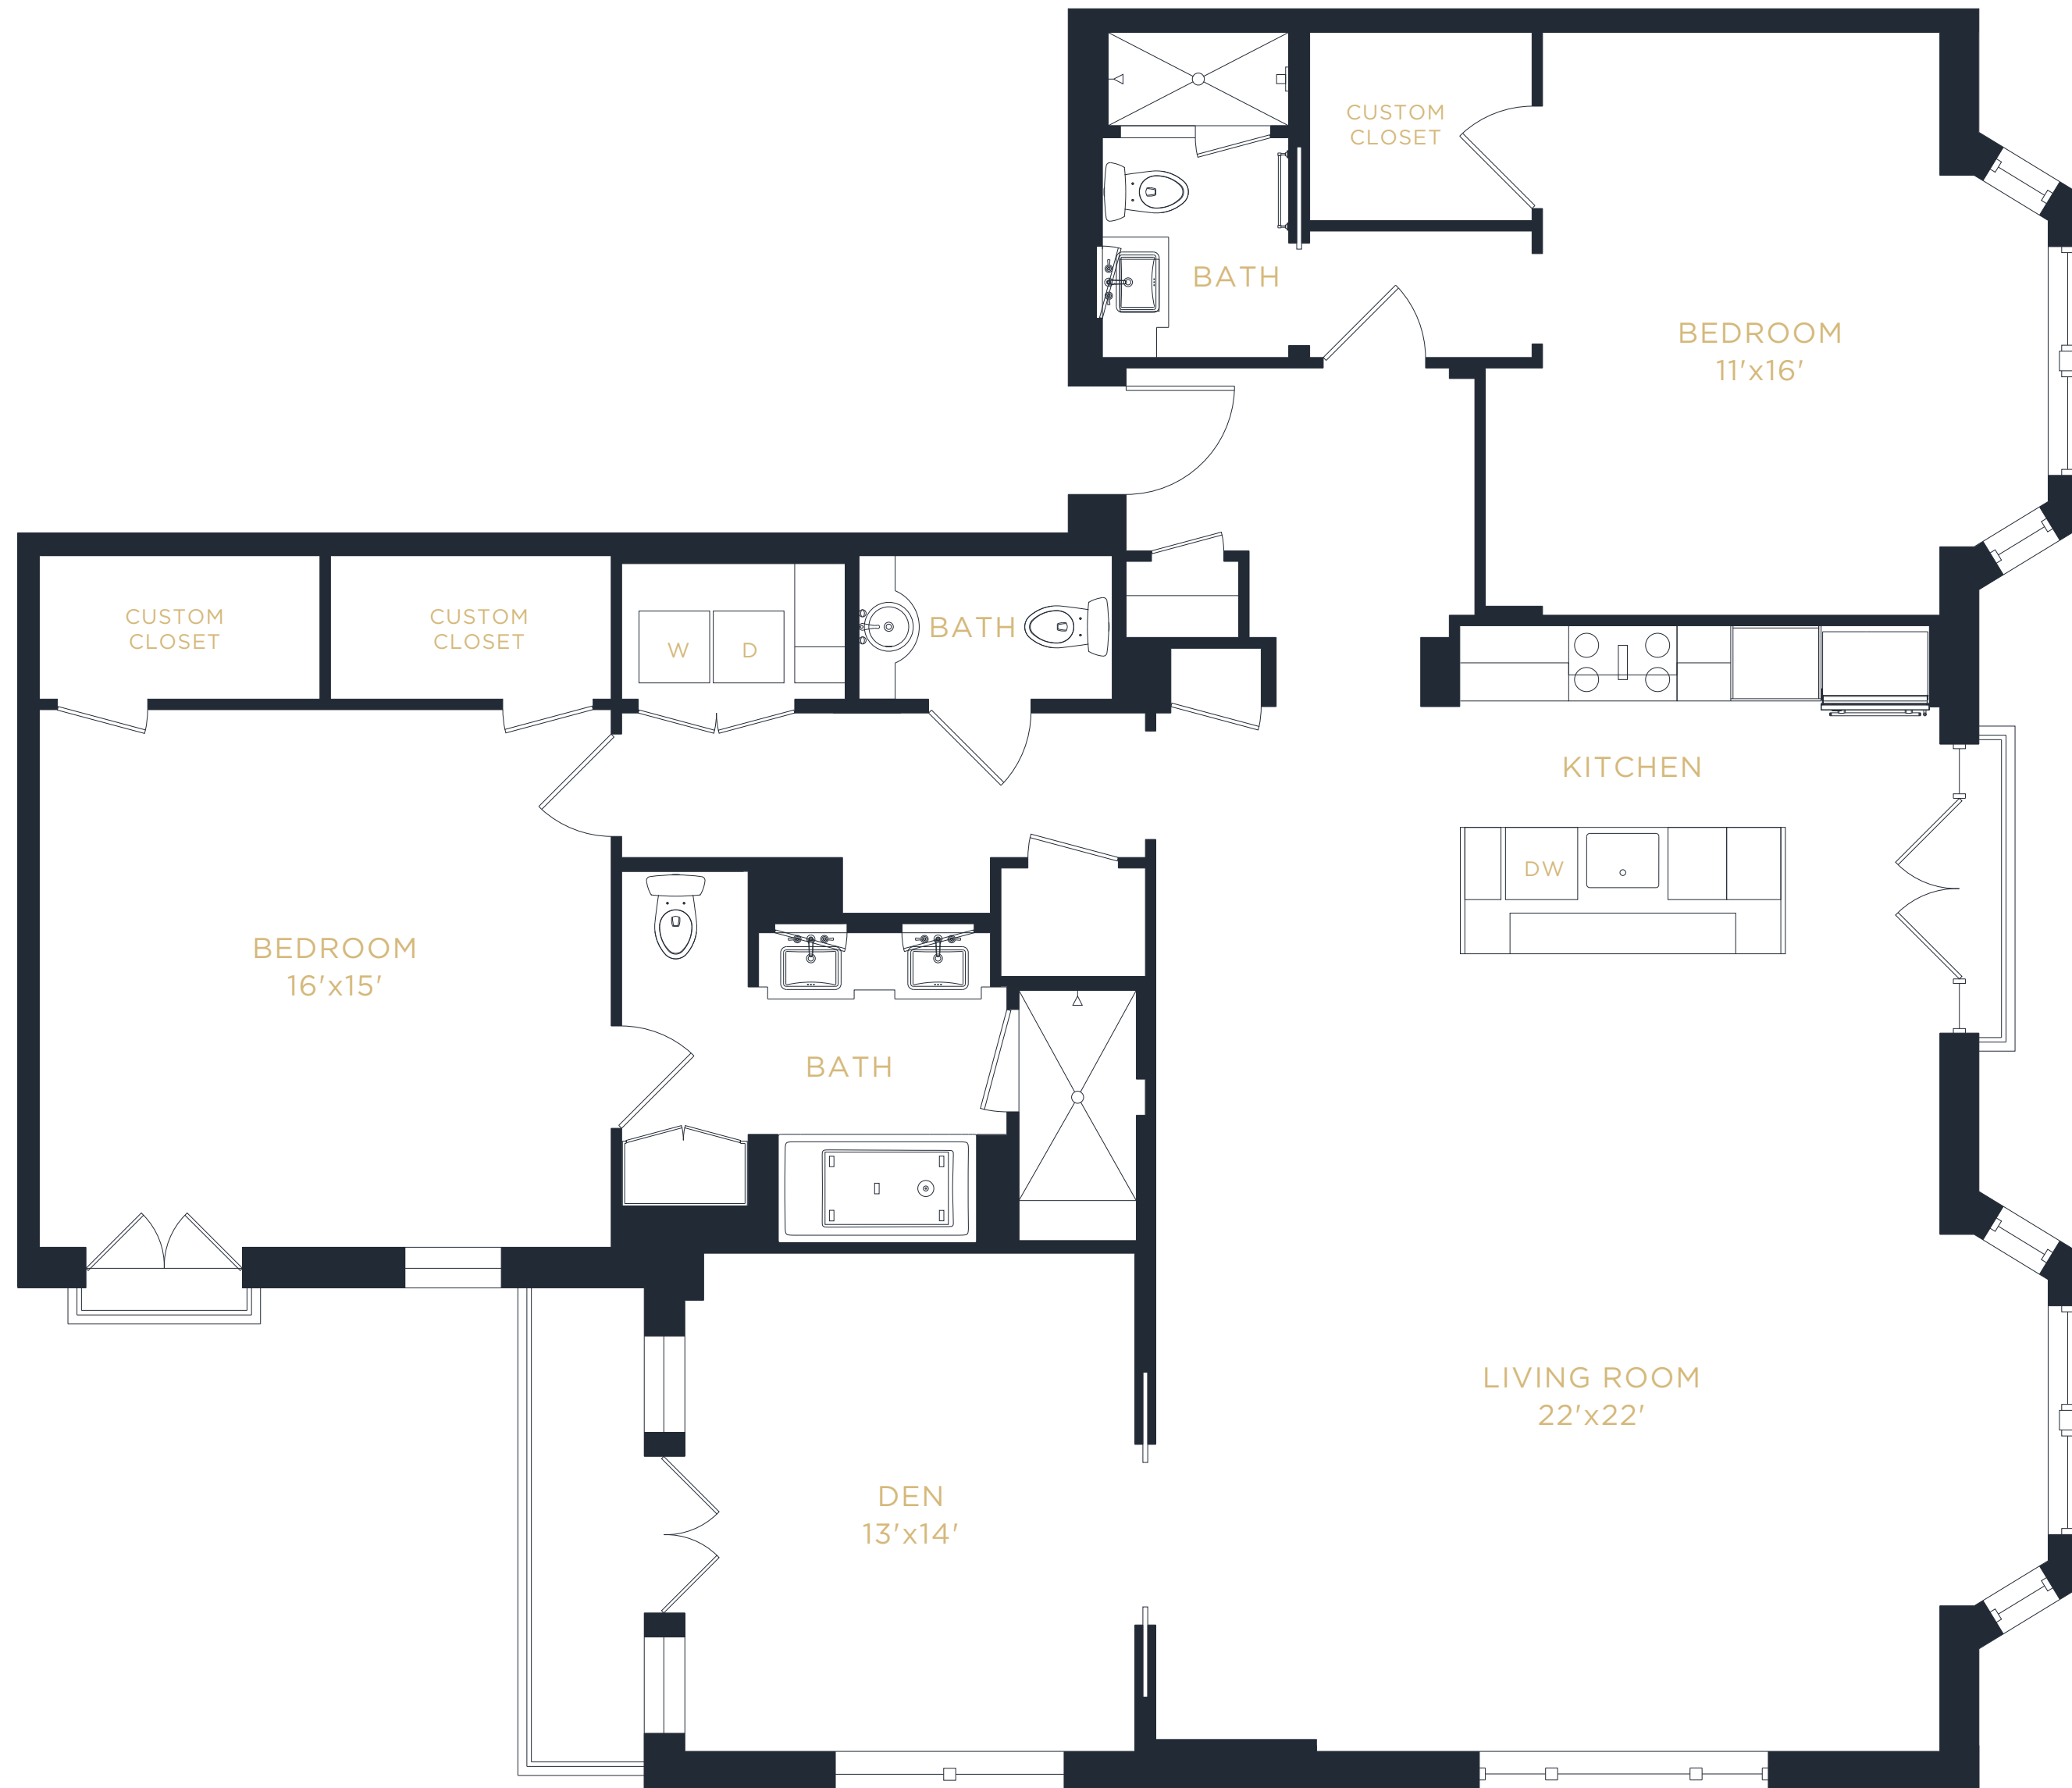 CUSTOM
CLOSET
BATH
BEDROOM
11'x16'
CUSTOM
CLOSET
CUSTOM
CLOSET
W
D
BATH
KITCHEN
DW
BEDROOM
16'x15'
BATH
LIVING ROOM
22'x22'
DEN
13'x14'